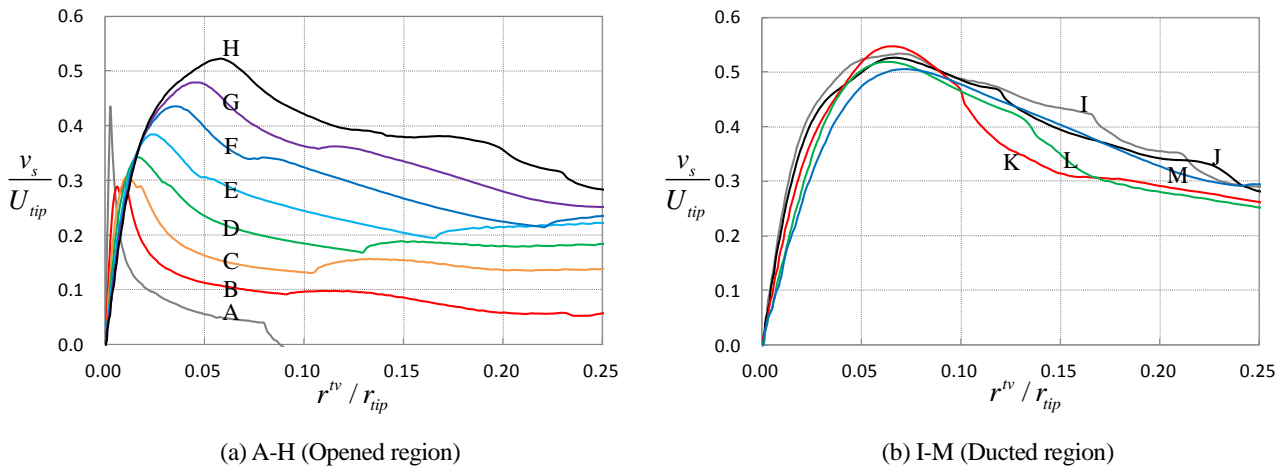 0.6
0.5
0.4
0.3
0.2
0.1
0.0
v_s
U_tip
H
G
F
E
D
C
B
A
0.00 0.05 0.10 0.15 0.20 0.25
r^tv / r_tip
(a) A-H (Opened region)
0.6
0.5
0.4
0.3
0.2
0.1
0.0
v_s
U_tip
I
J
K
L
M
0.00 0.05 0.10 0.15 0.20 0.25
r^tv / r_tip
(b) I-M (Ducted region)